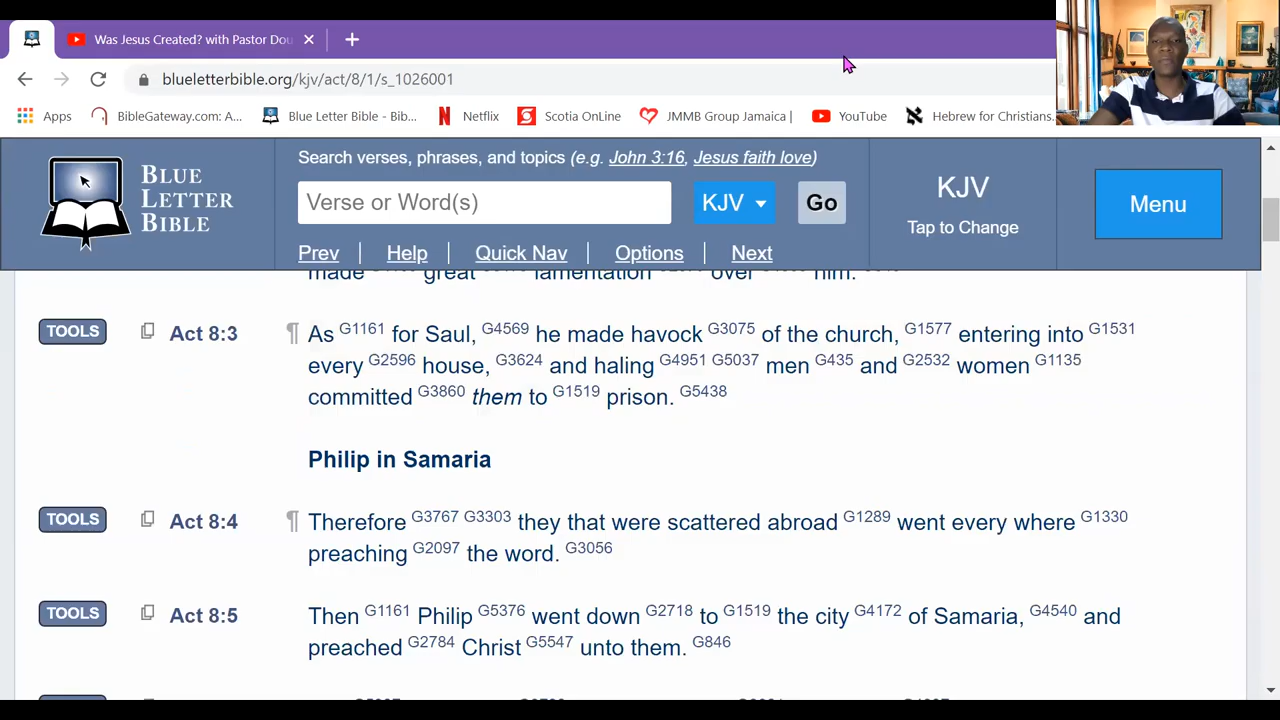 Was Jesus Created? with Pastor Dou
blueletterbible.org/kjv/act/8/1/s_1026001
Apps BibleGateway.com: A... Blue Letter Bible - Bib... Netflix Scotia OnLine JMMB Group Jamaica | YouTube Hebrew for Christians.
Search verses, phrases, and topics (e.g. John 3:16, Jesus faith love)
BLUE
LETTER
BIBLE
Verse or Word(s) KJV Go
KJV
Tap to Change
Menu
Prev | Help | Quick Nav | Options | Next
made great lamentation over him.
TOOLS Act 8:3 ¶ As G1161 for Saul, G4569 he made havock G3075 of the church, G1577 entering into G1531
every G2596 house, G3624 and haling G4951 G5037 men G435 and G2532 women G1135
committed G3860 them to G1519 prison. G5438
Philip in Samaria
TOOLS Act 8:4 ¶ Therefore G3767 G3303 they that were scattered abroad G1289 went every where G1330
preaching G2097 the word. G3056
TOOLS Act 8:5 Then G1161 Philip G5376 went down G2718 to G1519 the city G4172 of Samaria, G4540 and
preached G2784 Christ G5547 unto them. G846